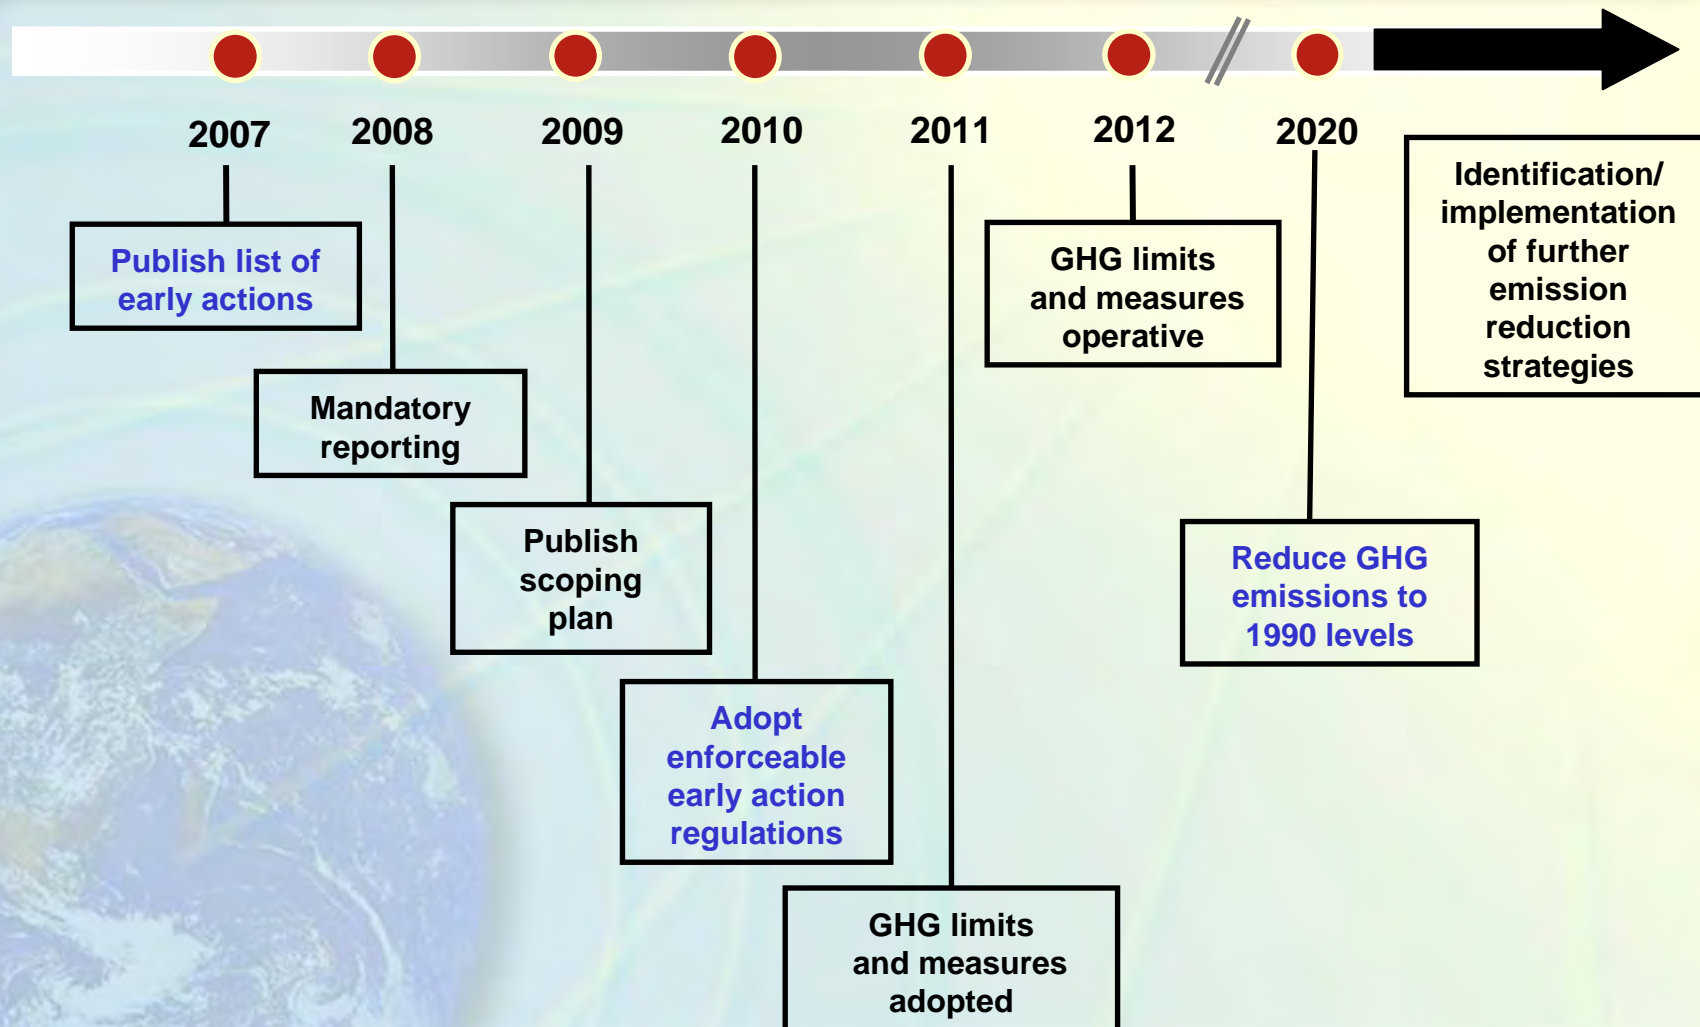 2007
2008
2009
2010
2011
2012
2020
Publish list of
early actions
Mandatory
reporting
Publish
scoping
plan
Adopt
enforceable
early action
regulations
GHG limits
and measures
adopted
GHG limits
and measures
operative
Reduce GHG
emissions to
1990 levels
Identification/
implementation
of further
emission
reduction
strategies